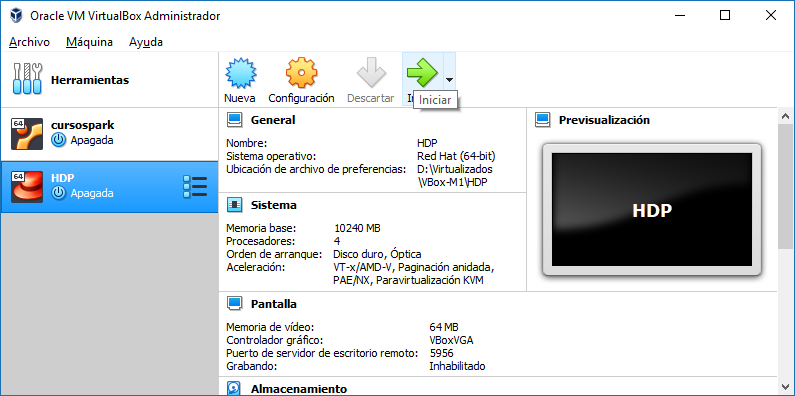 Oracle VM VirtualBox Administrador
Archivo Máquina Ayuda
Herramientas
Nueva Configuración Descartar
Iniciar
64
cursospark
Apagada
64
HDP
Apagada
General
Nombre: HDP
Sistema operativo: Red Hat (64-bit)
Ubicación de archivo de preferencias: D:\Virtualizados
\VBox-M1\HDP
Previsualización
HDP
Sistema
Memoria base: 10240 MB
Procesadores: 4
Orden de arranque: Disco duro, Óptica
Aceleración: VT-x/AMD-V, Paginación anidada,
PAE/NX, Paravirtualización KVM
Pantalla
Memoria de vídeo: 64 MB
Controlador gráfico: VBoxVGA
Puerto de servidor de escritorio remoto: 5956
Grabando: Inhabilitado
Almacenamiento